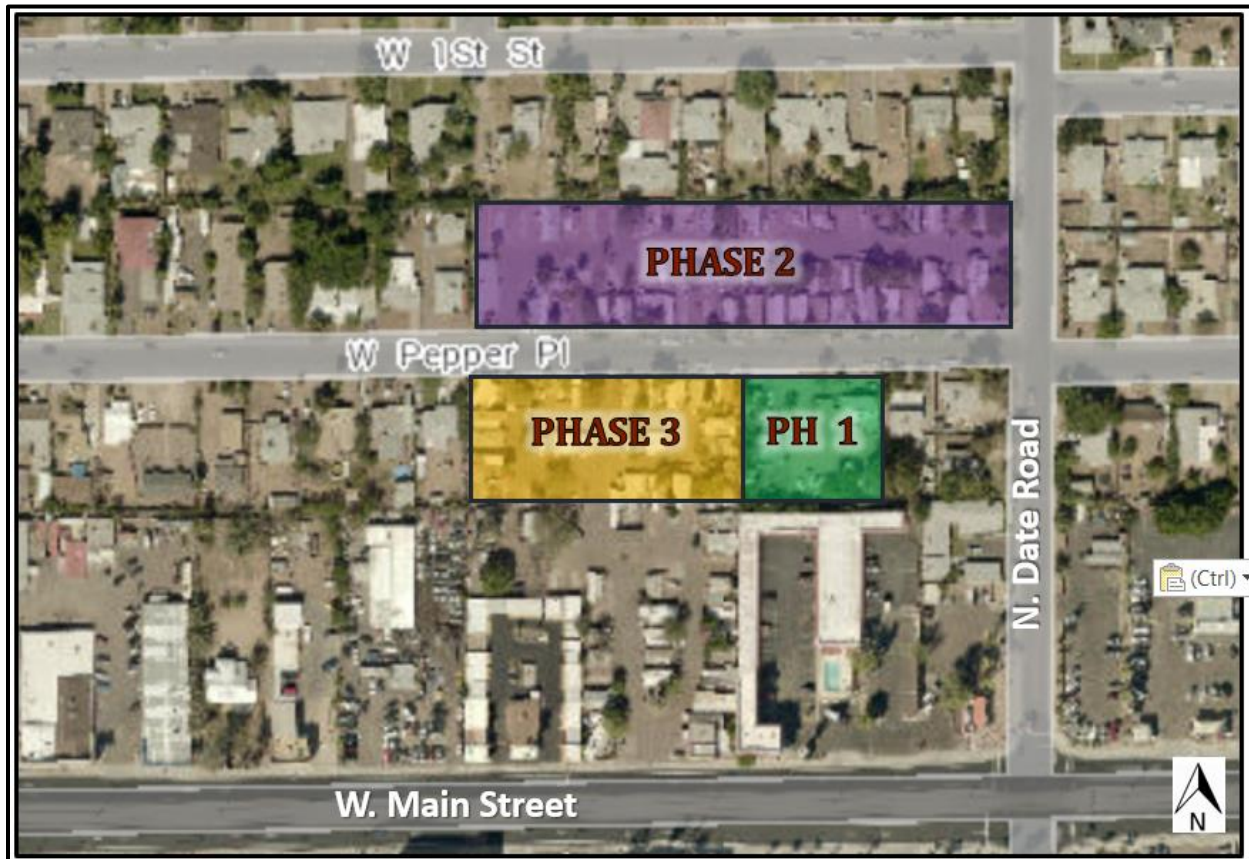 W 1St St
PHASE 2
W Pepper Pl
PHASE 3
PH 1
N. Date Road
(Ctrl)
W. Main Street
N